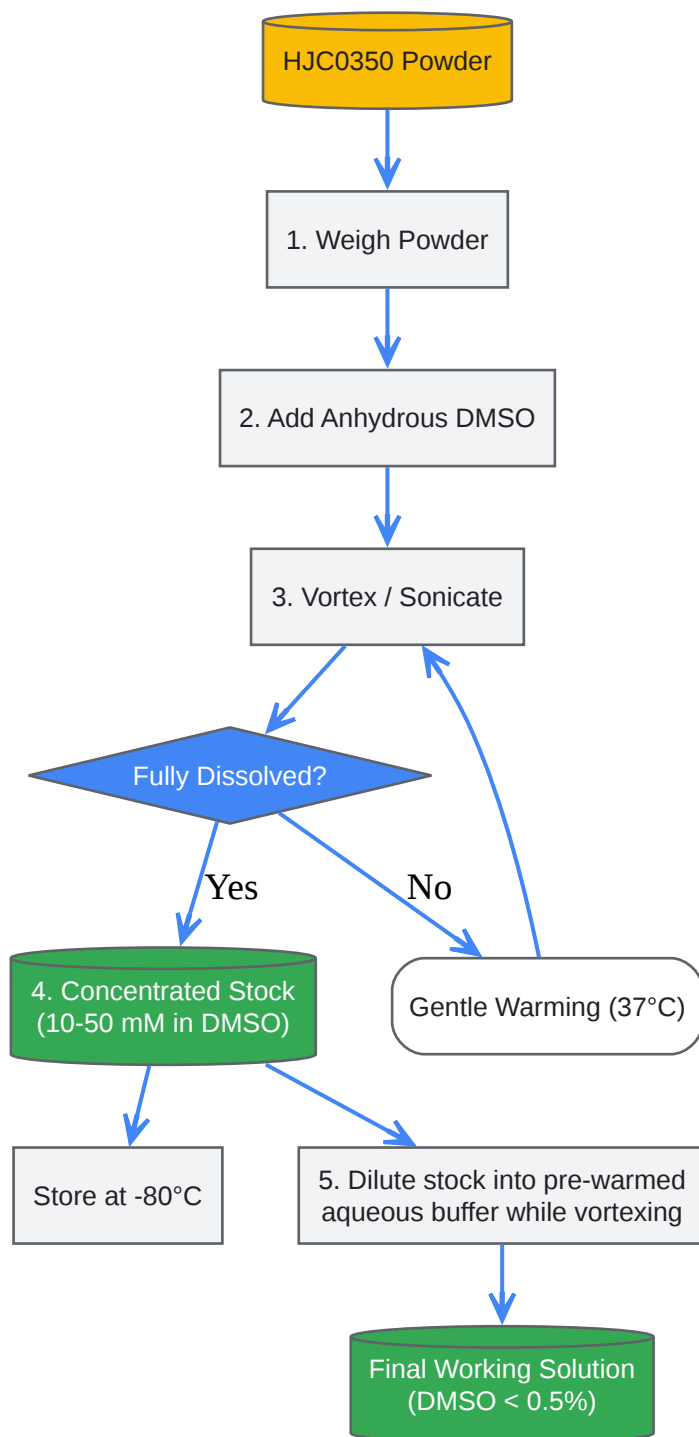 HJC0350 Powder
1. Weigh Powder
2. Add Anhydrous DMSO
3. Vortex / Sonicate
Fully Dissolved?
Yes
No
4. Concentrated Stock
(10-50 mM in DMSO)
Gentle Warming (37°C)
Store at -80°C
5. Dilute stock into pre-warmed
aqueous buffer while vortexing
Final Working Solution
(DMSO < 0.5%)